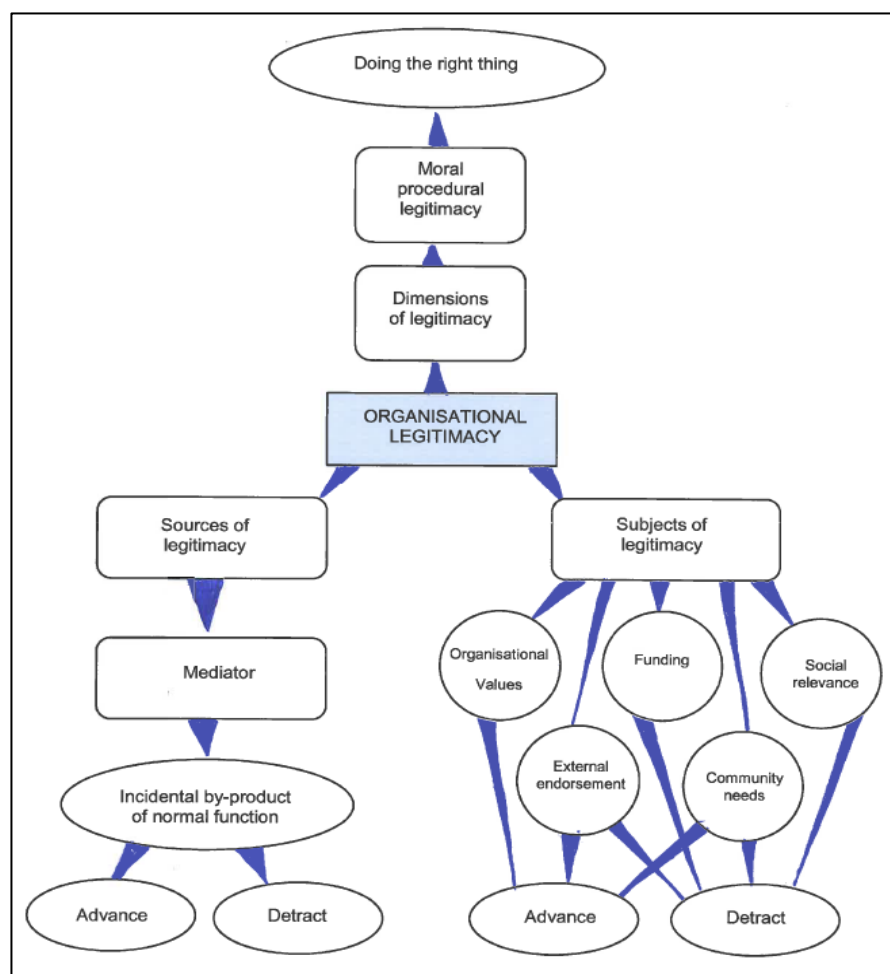 Doing the right thing
Moral
procedural
legitimacy
Dimensions
of legitimacy
ORGANISATIONAL
LEGITIMACY
Sources of
legitimacy
Subjects of
legitimacy
Mediator
Organisational
Values
Funding
Social
relevance
Incidental by-product
of normal function
External
endorsement
Community
needs
Advance
Detract
Advance
Detract